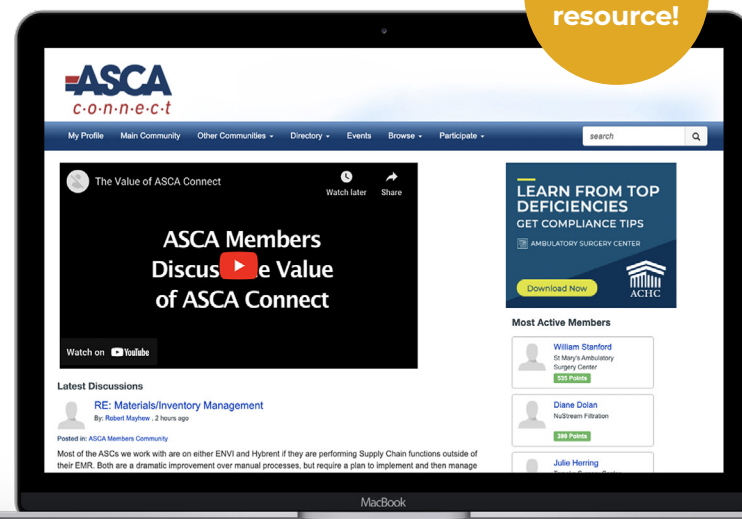 resource!
ASCA
c·o·n·n·e·c·t
My Profile Main Community Other Communities Directory Events Browse Participate search
The Value of ASCA Connect
Watch later Share
ASCA Members
Discus e Value
of ASCA Connect
Watch on YouTube
LEARN FROM TOP
DEFICIENCIES
GET COMPLIANCE TIPS
AMBULATORY SURGERY CENTER
Download Now
ACHC
Most Active Members
William Stanford
St Mary's Ambulatory
Surgery Center
535 Points
Diane Dolan
NuStream Filtration
Points
Julie Herring
Surgery Center
Latest Discussions
RE: Materials/Inventory Management
By: Robert Mayhew , 2 hours ago
Posted in: ASCA Members Community
Most of the ASCs we work with are on either ENVI and Hybrent if they are performing Supply Chain functions outside of
their EMR. Both are a dramatic improvement over manual processes, but require a plan to implement and then manage
MacBook